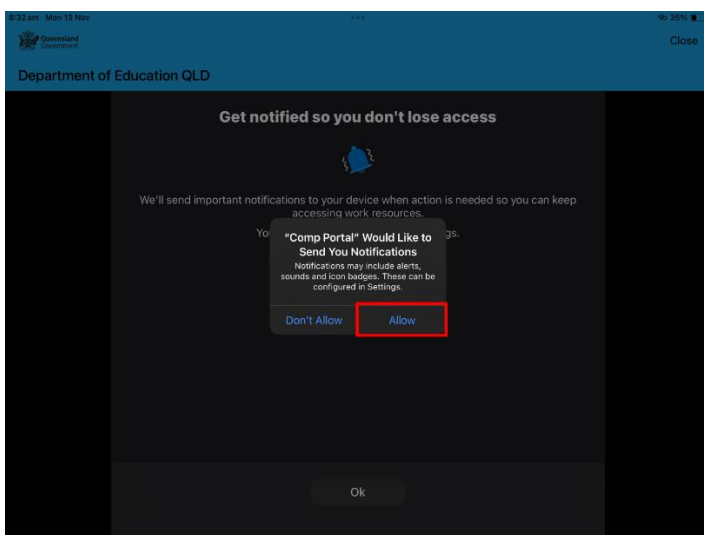 8:32 am Mon 13 Nov
35%
Queensland
Government
Close
Department of Education QLD
Get notified so you don't lose access
We'll send important notifications to your device when action is needed so you can keep
accessing work resources.
Yo
gs.
"Comp Portal" Would Like to
Send You Notifications
Notifications may include alerts,
sounds and icon badges. These can be
configured in Settings.
Don't Allow
Allow
Ok